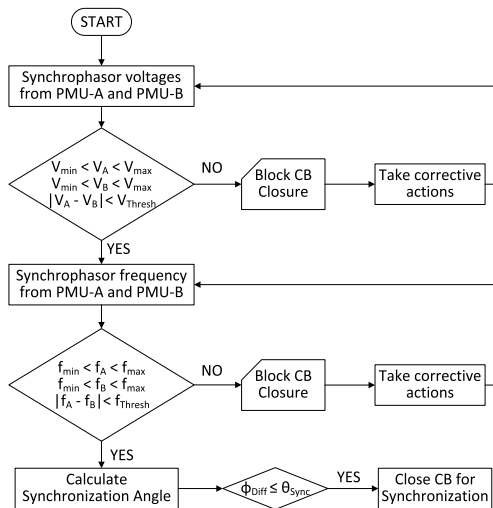 START
Synchrophasor voltages
from PMU-A and PMU-B
V_min < V_A < V_max
V_min < V_B < V_max
|V_A - V_B| < V_Thresh
NO
Block CB
Closure
Take corrective
actions
YES
Synchrophasor frequency
from PMU-A and PMU-B
f_min < f_A < f_max
f_min < f_B < f_max
|f_A - f_B| < f_Thresh
NO
Block CB
Closure
Take corrective
actions
YES
Calculate
Synchronization Angle
ϕ_Diff ≤ θ_Sync
YES
Close CB for
Synchronization